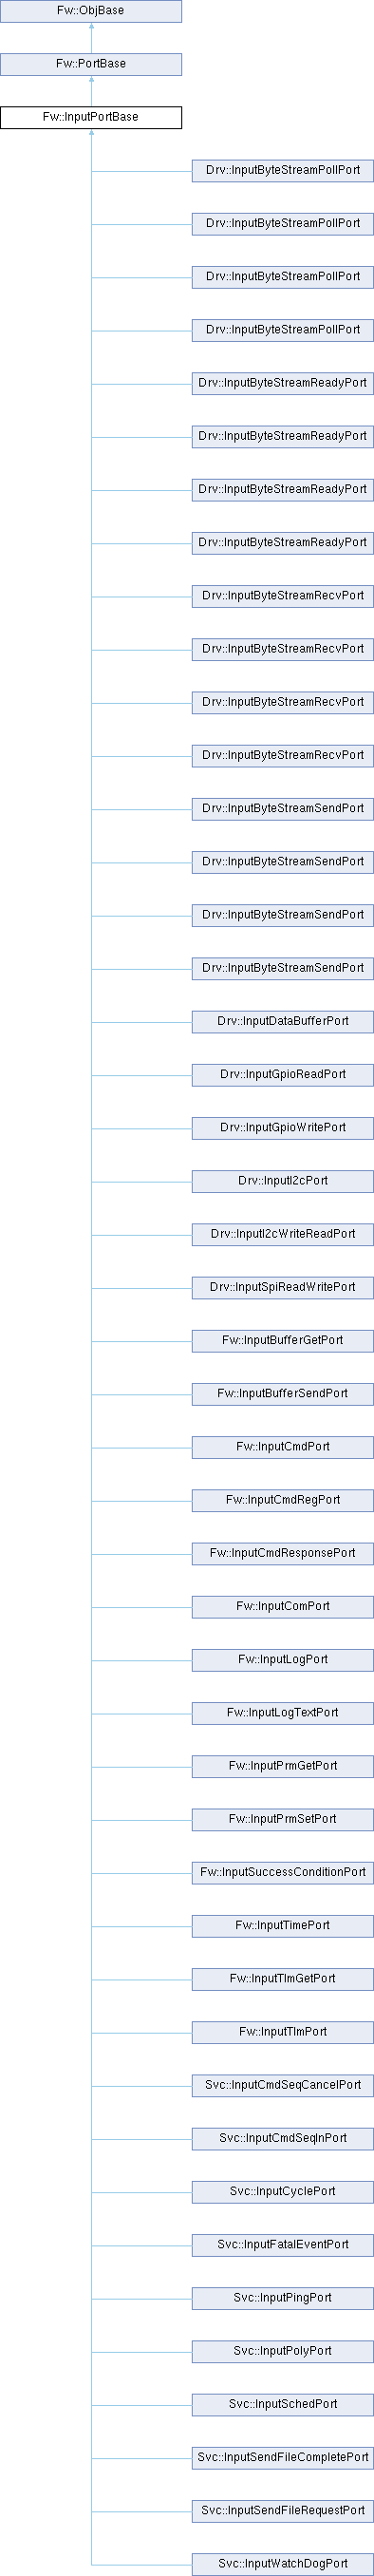 Fw::ObjBase
Fw::PortBase
Fw::InputPortBase
Drv::InputByteStreamPollPort
Drv::InputByteStreamPollPort
Drv::InputByteStreamPollPort
Drv::InputByteStreamPollPort
Drv::InputByteStreamReadyPort
Drv::InputByteStreamReadyPort
Drv::InputByteStreamReadyPort
Drv::InputByteStreamReadyPort
Drv::InputByteStreamRecvPort
Drv::InputByteStreamRecvPort
Drv::InputByteStreamRecvPort
Drv::InputByteStreamRecvPort
Drv::InputByteStreamSendPort
Drv::InputByteStreamSendPort
Drv::InputByteStreamSendPort
Drv::InputByteStreamSendPort
Drv::InputDataBufferPort
Drv::InputGpioReadPort
Drv::InputGpioWritePort
Drv::InputI2cPort
Drv::InputI2cWriteReadPort
Drv::InputSpiReadWritePort
Fw::InputBufferGetPort
Fw::InputBufferSendPort
Fw::InputCmdPort
Fw::InputCmdRegPort
Fw::InputCmdResponsePort
Fw::InputComPort
Fw::InputLogPort
Fw::InputLogTextPort
Fw::InputPrmGetPort
Fw::InputPrmSetPort
Fw::InputSuccessConditionPort
Fw::InputTimePort
Fw::InputTlmGetPort
Fw::InputTlmPort
Svc::InputCmdSeqCancelPort
Svc::InputCmdSeqInPort
Svc::InputCyclePort
Svc::InputFatalEventPort
Svc::InputPingPort
Svc::InputPolyPort
Svc::InputSchedPort
Svc::InputSendFileCompletePort
Svc::InputSendFileRequestPort
Svc::InputWatchDogPort